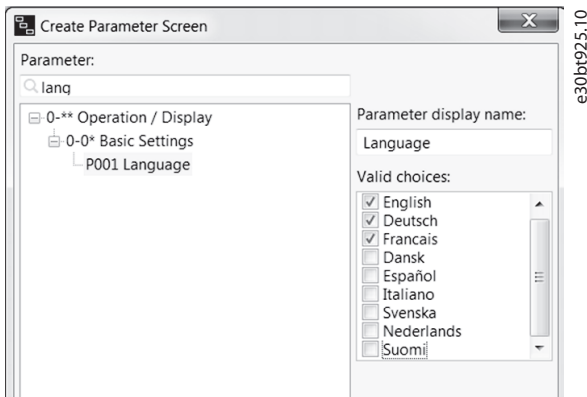 Create Parameter Screen
X
Parameter:
lang
0-** Operation / Display
0-0* Basic Settings
P001 Language
Parameter display name:
Language
Valid choices:
English
Deutsch
Francais
Dansk
Español
Italiano
Svenska
Nederlands
Suomi
e30bt925.10